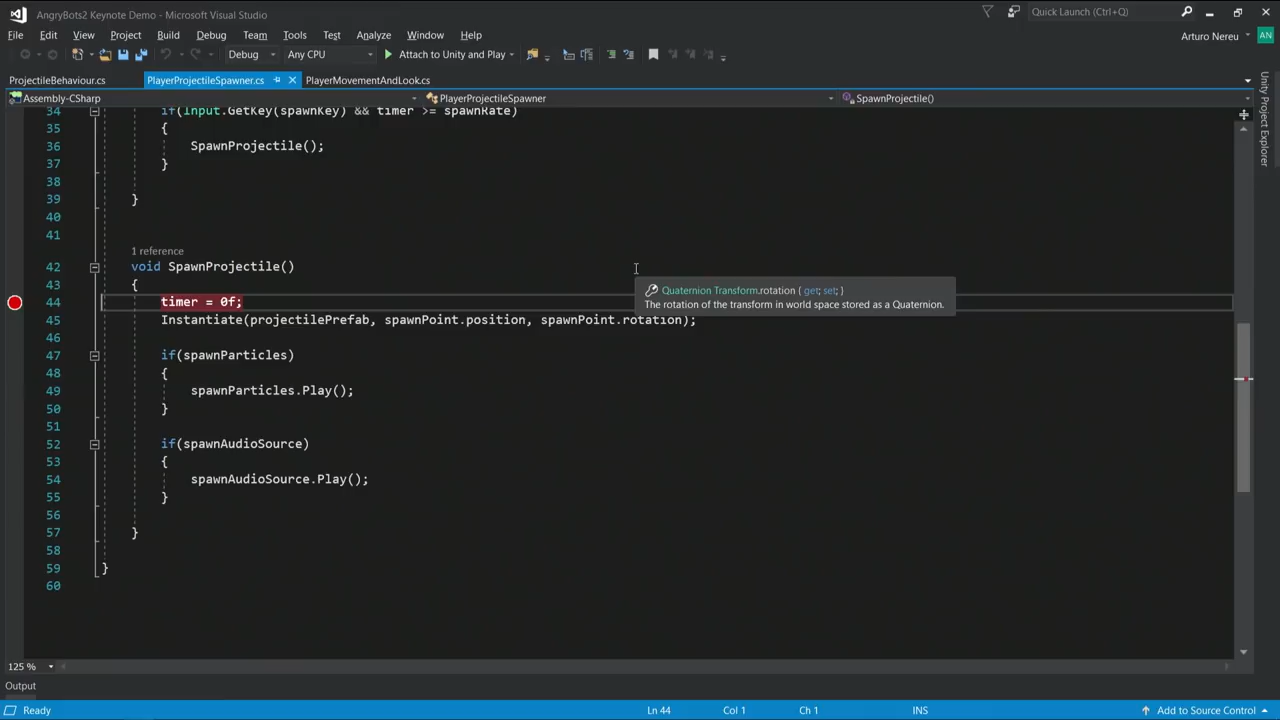 AngryBots2 Keynote Demo - Microsoft Visual Studio
Quick Launch (Ctrl+Q)
File Edit View Project Build Debug Team Tools Test Analyze Window Help
Arturo Nereu AN
Debug Any CPU Attach to Unity and Play
ProjectileBehaviour.cs PlayerProjectileSpawner.cs PlayerMovementAndLook.cs
Assembly-CSharp PlayerProjectileSpawner SpawnProjectile()
Unity Project Explorer
34 if(Input.GetKey(spawnKey) && timer >= spawnRate)
35 {
36 SpawnProjectile();
37 }
38
39 }
40
41
1 reference
42 void SpawnProjectile()
43 {
Quaternion Transform.rotation { get; set; }
The rotation of the transform in world space stored as a Quaternion.
44 timer = 0f;
45 Instantiate(projectilePrefab, spawnPoint.position, spawnPoint.rotation);
46
47 if(spawnParticles)
48 {
49 spawnParticles.Play();
50 }
51
52 if(spawnAudioSource)
53 {
54 spawnAudioSource.Play();
55 }
56
57 }
58
59 }
60
125 %
Output
Ready Ln 44 Col 1 Ch 1 INS Add to Source Control